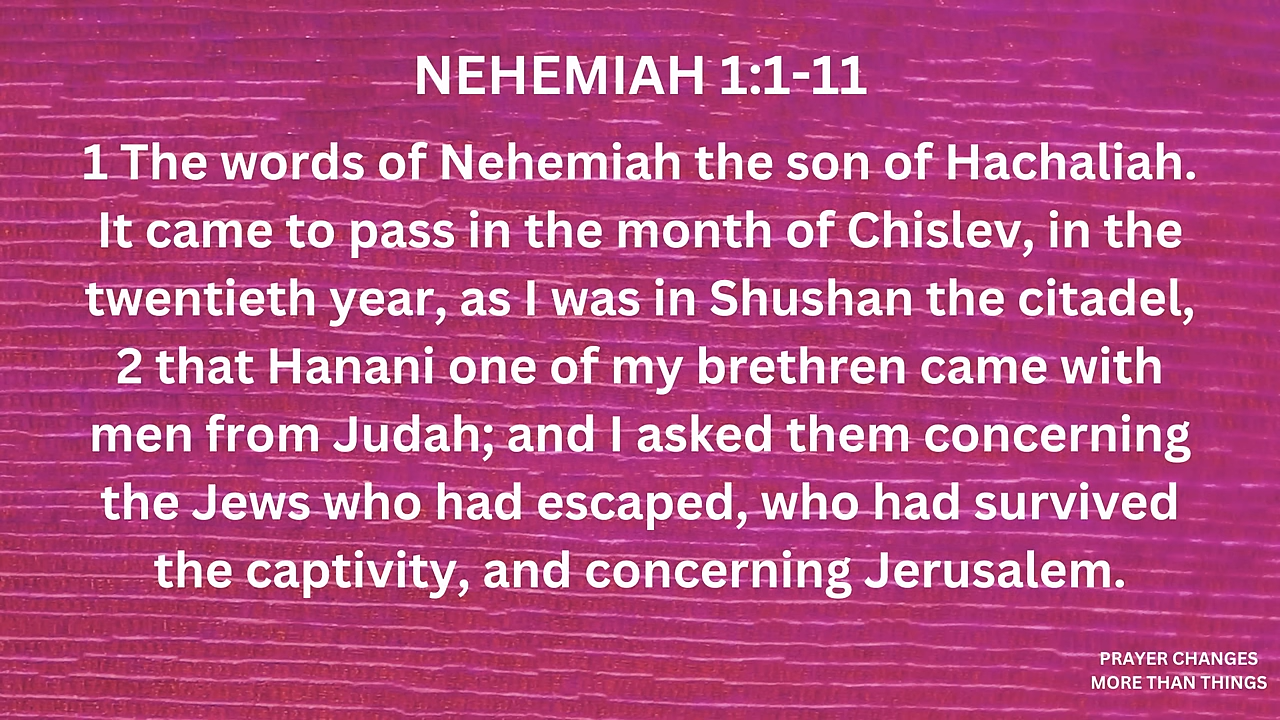 NEHEMIAH 1:1-11
1 The words of Nehemiah the son of Hachaliah.
It came to pass in the month of Chislev, in the
twentieth year, as I was in Shushan the citadel,
2 that Hanani one of my brethren came with
men from Judah; and I asked them concerning
the Jews who had escaped, who had survived
the captivity, and concerning Jerusalem.
PRAYER CHANGES
MORE THAN THINGS